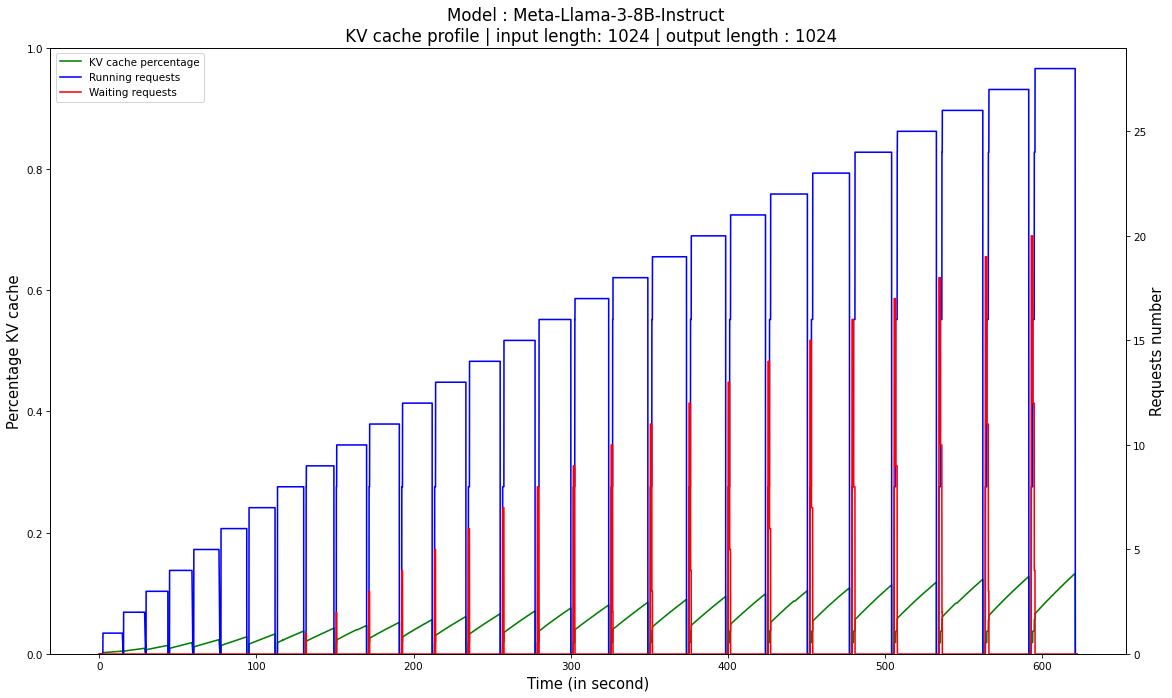 Model : Meta-Llama-3-8B-Instruct
KV cache profile | input length: 1024 | output length : 1024
KV cache percentage
Running requests
Waiting requests
1.0
0.8
0.6
0.4
0.2
0.0
Percentage KV cache
25
20
15
10
5
0
Requests number
0 100 200 300 400 500 600
Time (in second)